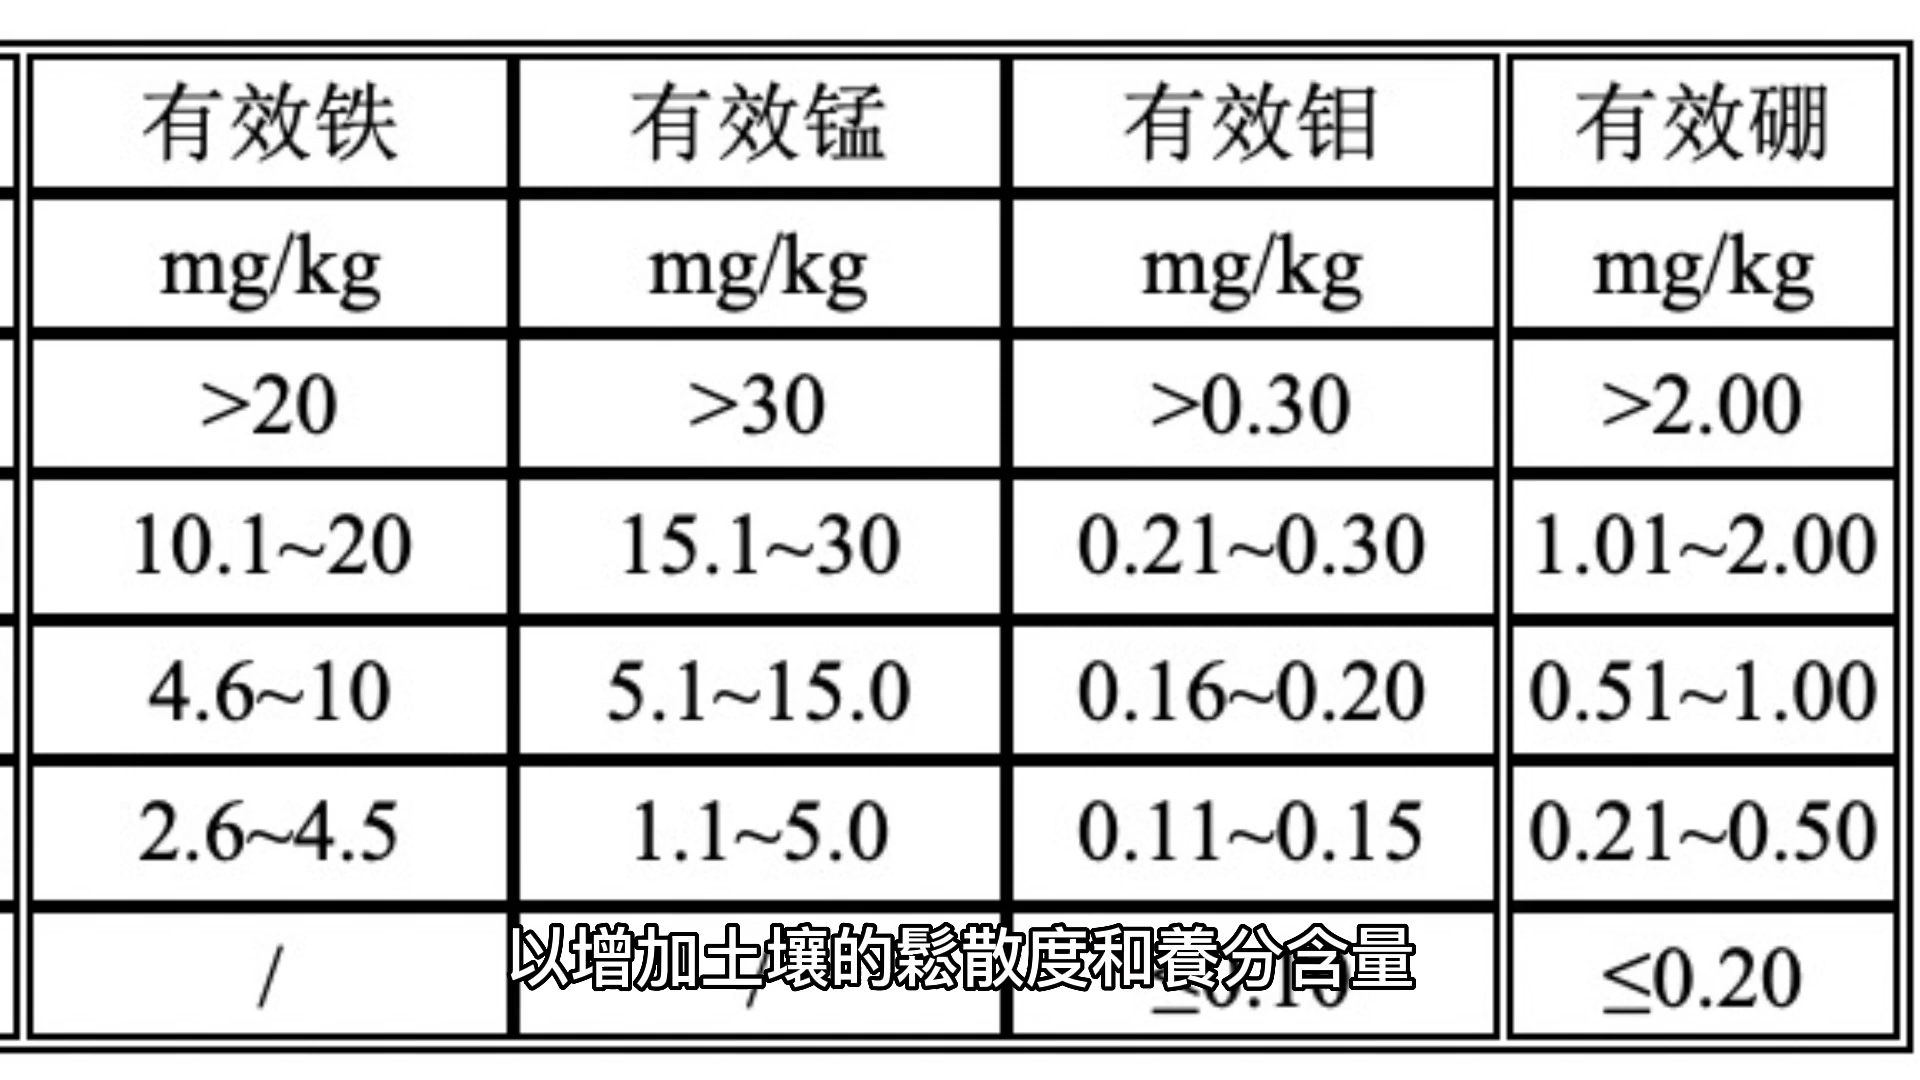 有效铁 有效锰 有效钼 有效硼
mg/kg mg/kg mg/kg mg/kg
>20 >30 >0.30 >2.00
10.1~20 15.1~30 0.21~0.30 1.01~2.00
4.6~10 5.1~15.0 0.16~0.20 0.51~1.00
2.6~4.5 1.1~5.0 0.11~0.15 0.21~0.50
/ / ≤0.10 ≤0.20
以增加土壤的鬆散度和養分含量